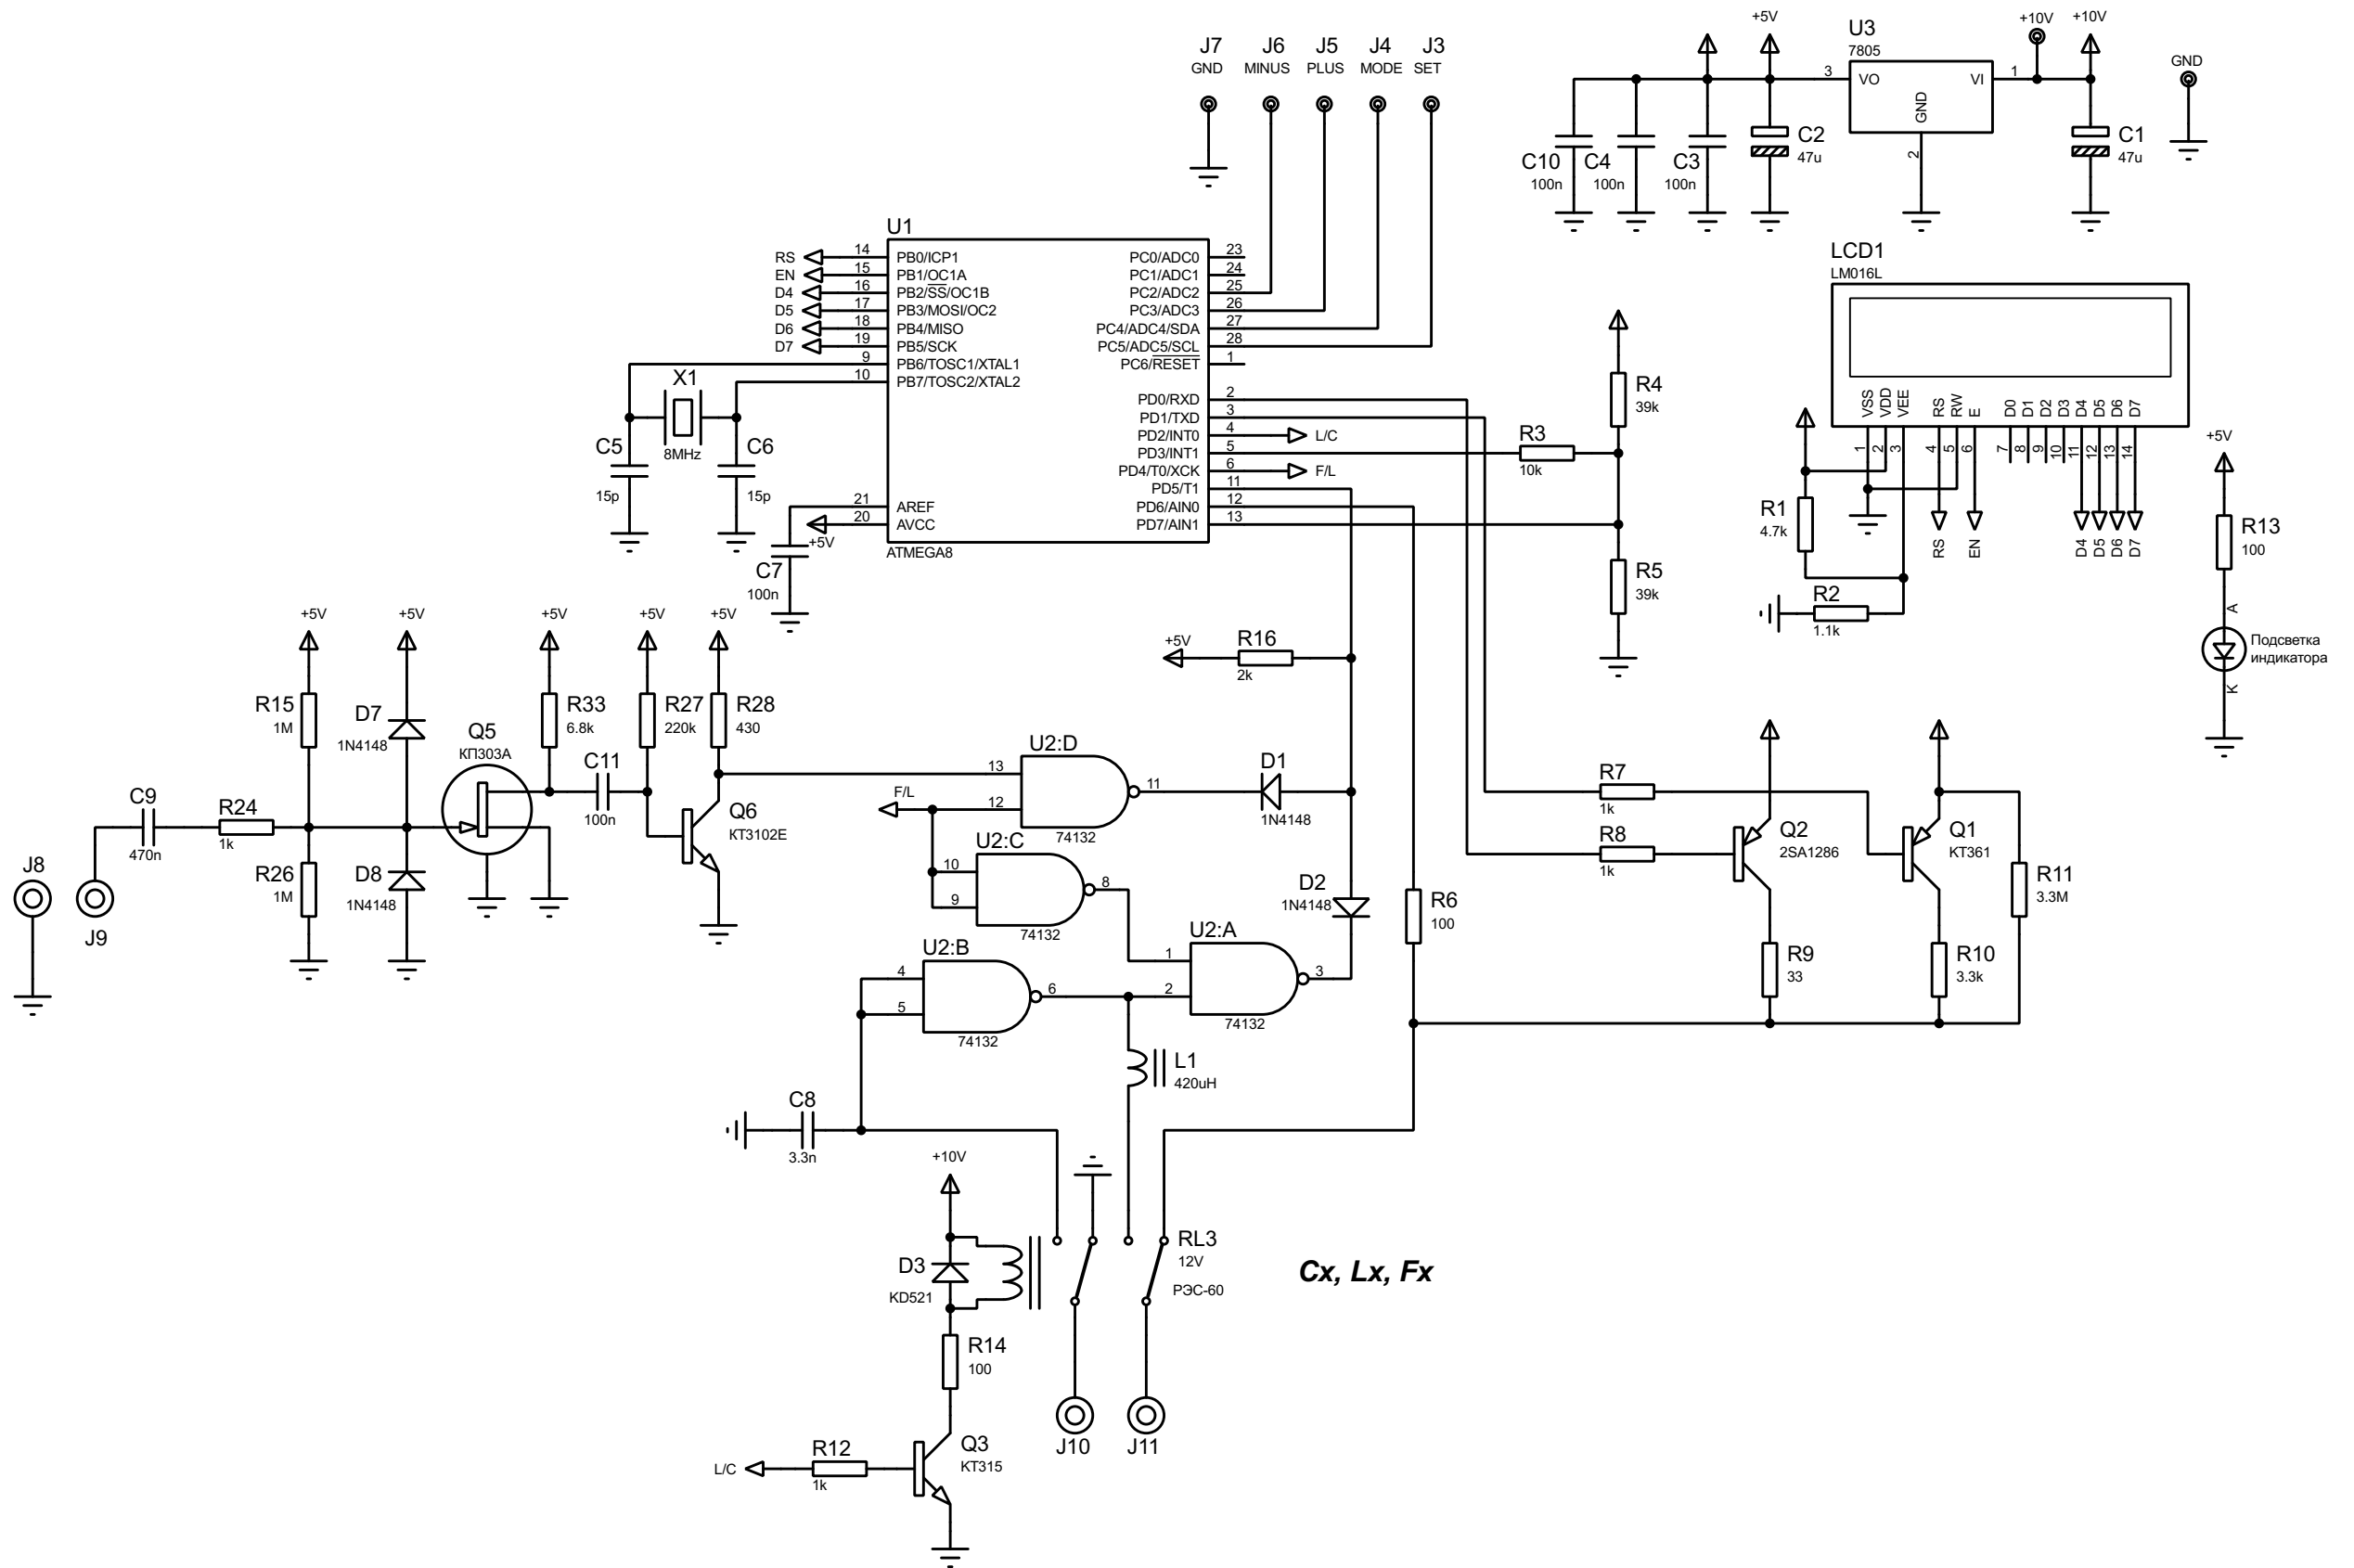 J7
GND
J6
MINUS
J5
PLUS
J4
MODE
J3
SET
+5V
U3
7805
+10V
+10V
GND
3
VO
VI
1
GND
2
C10
100n
C4
100n
C3
100n
C2
47u
C1
47u
U1
RS
14
PB0/ICP1
EN
15
PB1/OC1A
D4
16
PB2/SS/OC1B
D5
17
PB3/MOSI/OC2
D6
18
PB4/MISO
D7
19
PB5/SCK
9
PB6/TOSC1/XTAL1
10
PB7/TOSC2/XTAL2
21
AREF
20
AVCC
ATMEGA8
PC0/ADC0
23
PC1/ADC1
24
PC2/ADC2
25
PC3/ADC3
26
PC4/ADC4/SDA
27
PC5/ADC5/SCL
28
PC6/RESET
1
PD0/RXD
2
PD1/TXD
3
PD2/INT0
4
L/C
PD3/INT1
5
PD4/T0/XCK
6
F/L
PD5/T1
11
PD6/AIN0
12
PD7/AIN1
13
X1
8MHz
C5
15p
C6
15p
+5V
C7
100n
R3
10k
R4
39k
R5
39k
LCD1
LM016L
VSS
VDD
VEE
RS
RW
E
D0
D1
D2
D3
D4
D5
D6
D7
1
2
3
4
5
6
7
8
9
10
11
12
13
14
RS
EN
D4
D5
D6
D7
R1
4.7k
R2
1.1k
+5V
R13
100
A
Подсветка
индикатора
K
+5V
+5V
+5V
+5V
+5V
R15
1M
D7
1N4148
Q5
КП303А
R33
6.8k
C11
100n
R27
220k
R28
430
Q6
КТ3102Е
C9
470n
R24
1k
R26
1M
D8
1N4148
J8
J9
+5V
R16
2k
U2:D
13
12
11
74132
F/L
D1
1N4148
U2:C
10
9
8
74132
D2
1N4148
U2:B
4
5
6
74132
U2:A
1
2
3
74132
R6
100
R7
1k
R8
1k
Q2
2SA1286
Q1
KT361
R11
3.3M
R9
33
R10
3.3k
L1
420uH
C8
3.3n
+10V
D3
KD521
RL3
12V
РЭС-60
Cx, Lx, Fx
R14
100
J10
J11
L/C
R12
1k
Q3
KT315